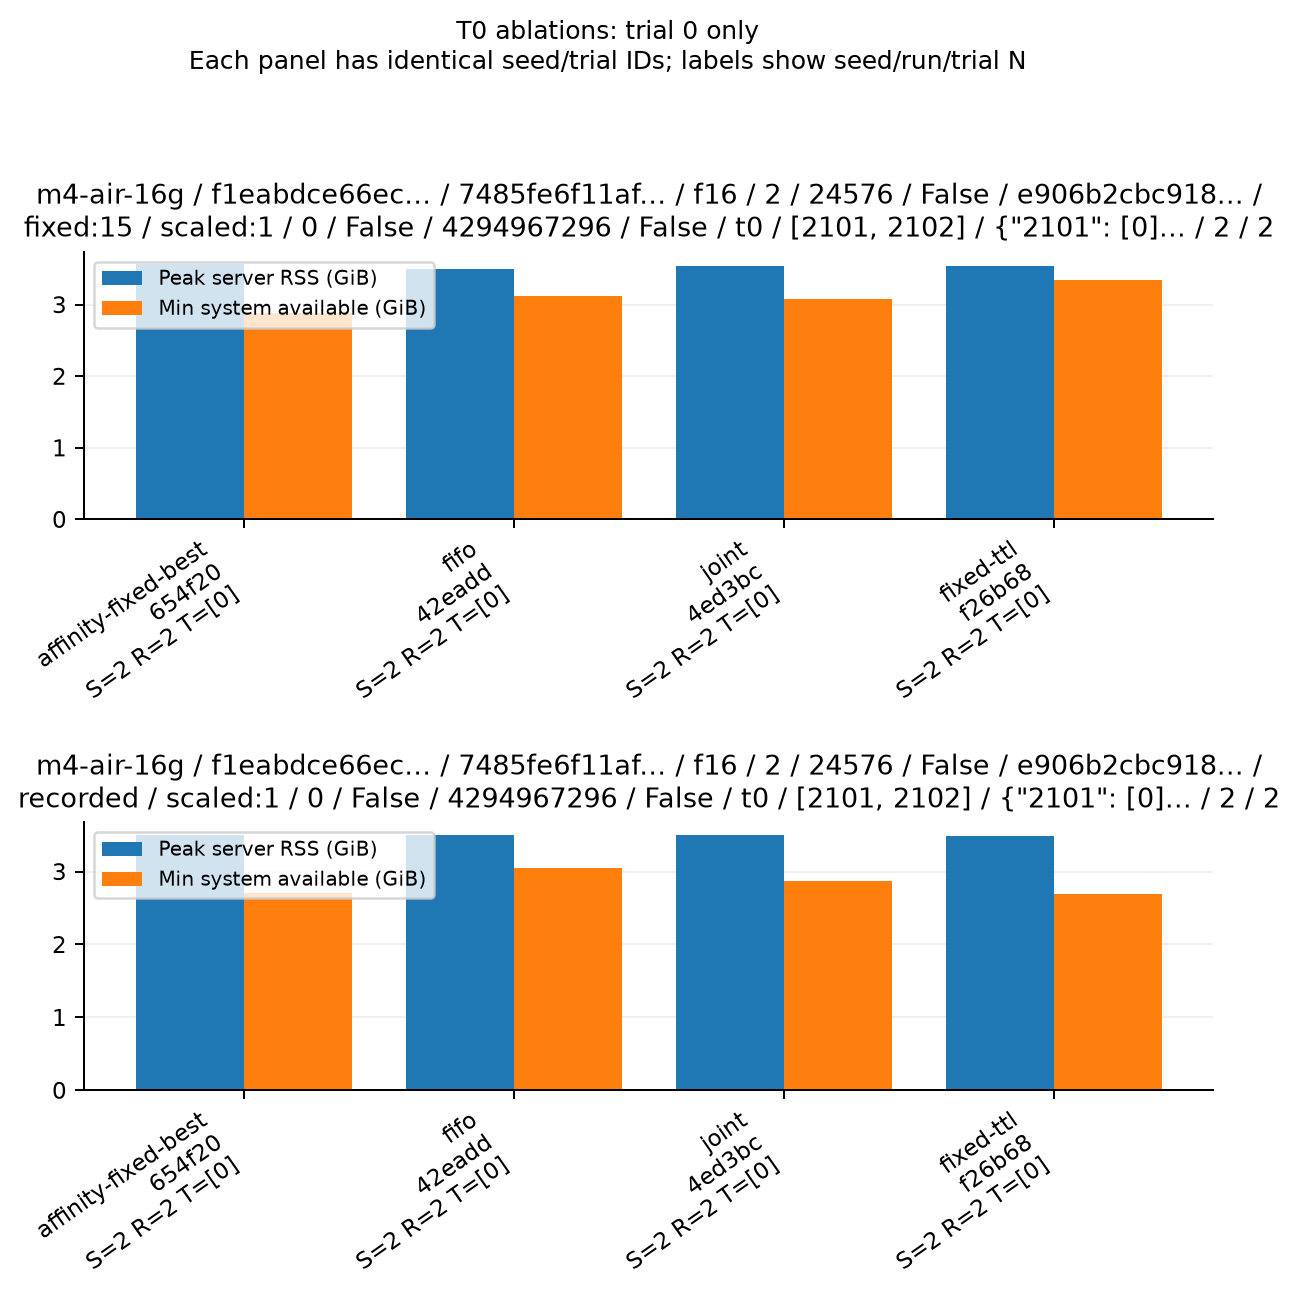 T0 ablations: trial 0 only
Each panel has identical seed/trial IDs; labels show seed/run/trial N
m4-air-16g / f1eabdce66ec... / 7485fe6f11af... / f16 / 2 / 24576 / False / e906b2cbc918... /
fixed:15 / scaled:1 / 0 / False / 4294967296 / False / t0 / [2101, 2102] / {"2101": [0]... / 2 / 2
Peak server RSS (GiB)
Min system available (GiB)
3
2
1
0
affinity-fixed-best
654f20
S=2 R=2 T=[0]
fifo
42eadd
S=2 R=2 T=[0]
joint
4ed3bc
S=2 R=2 T=[0]
fixed-ttl
f26b68
S=2 R=2 T=[0]
m4-air-16g / f1eabdce66ec... / 7485fe6f11af... / f16 / 2 / 24576 / False / e906b2cbc918... /
recorded / scaled:1 / 0 / False / 4294967296 / False / t0 / [2101, 2102] / {"2101": [0]... / 2 / 2
Peak server RSS (GiB)
Min system available (GiB)
3
2
1
0
affinity-fixed-best
654f20
S=2 R=2 T=[0]
fifo
42eadd
S=2 R=2 T=[0]
joint
4ed3bc
S=2 R=2 T=[0]
fixed-ttl
f26b68
S=2 R=2 T=[0]